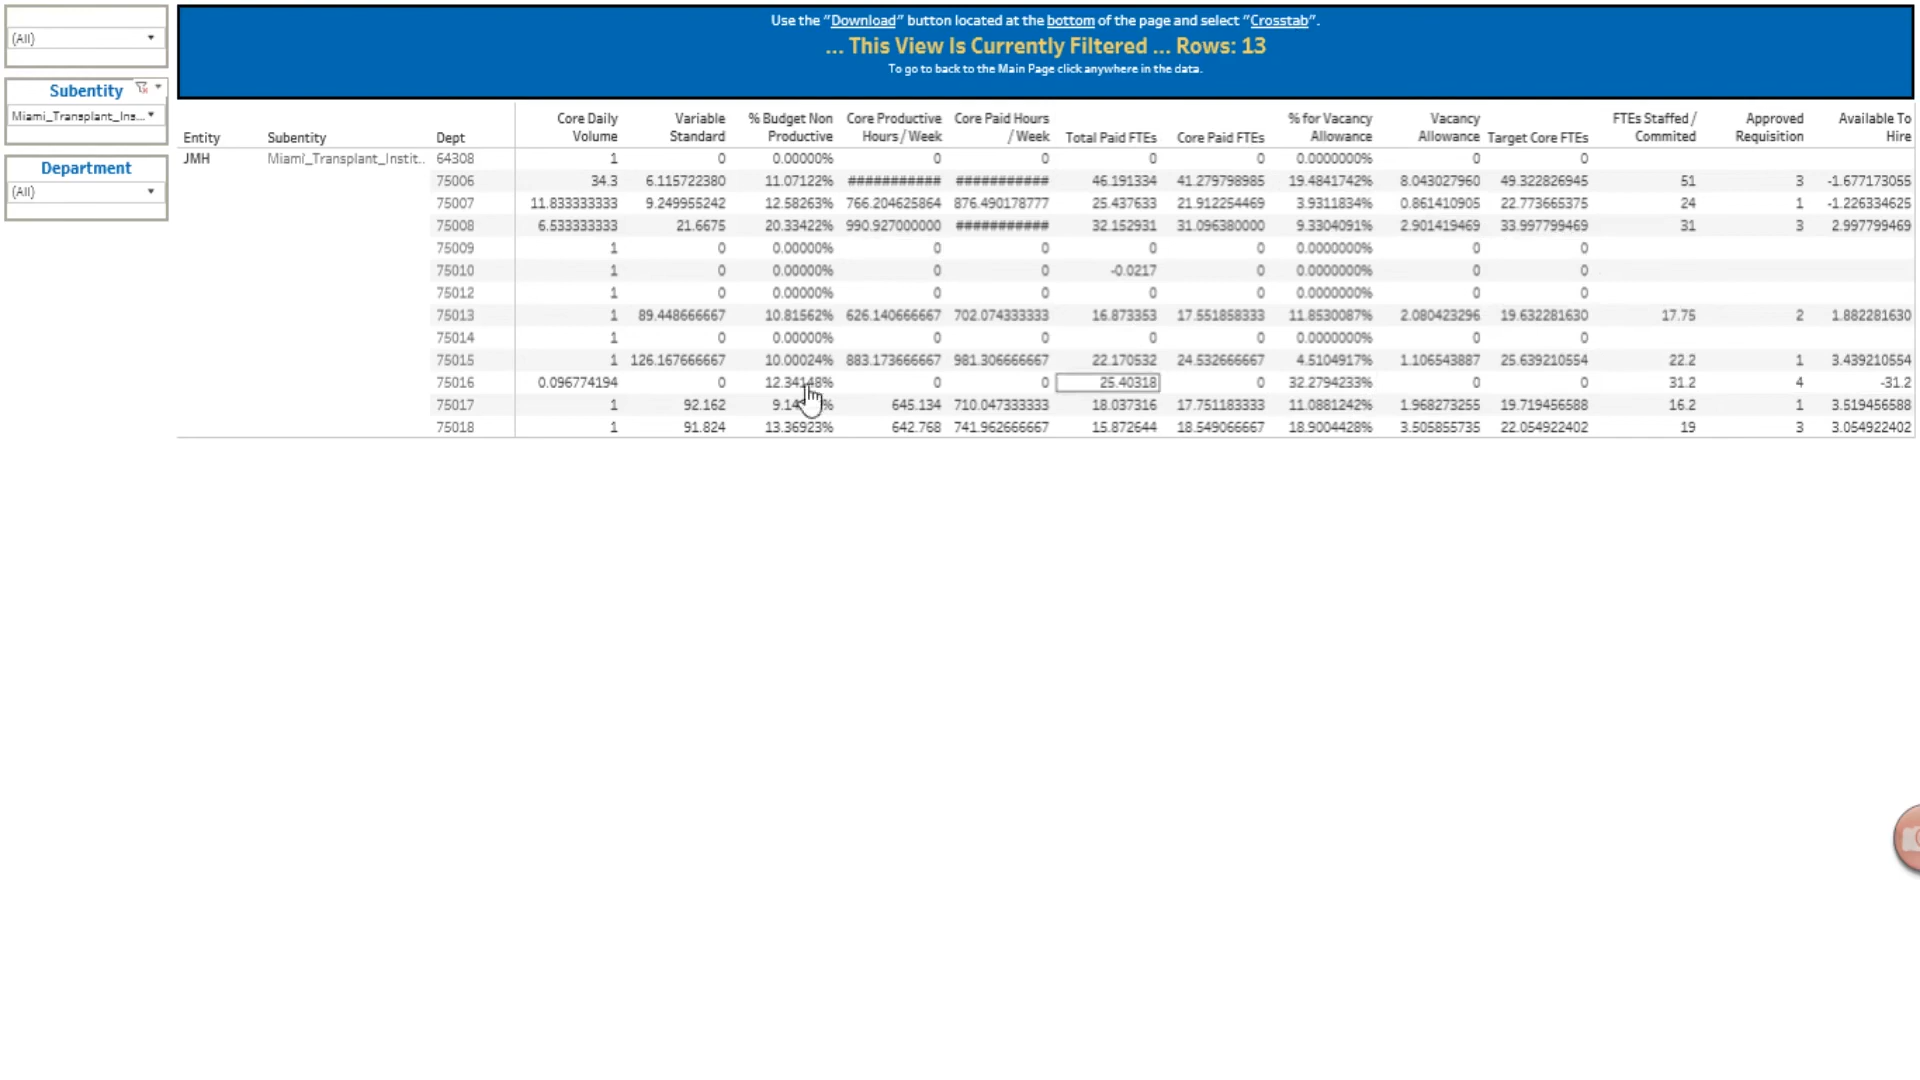 (All)
Subentity
Miami_Transplant_Ins...
Department
(All)
Use the "Download" button located at the bottom of the page and select "Crosstab".
... This View Is Currently Filtered ... Rows: 13
To go to back to the Main Page click anywhere in the data.
Entity Subentity Dept Core Daily Volume Variable Standard % Budget Non Productive Core Productive Hours / Week Core Paid Hours / Week Total Paid FTEs Core Paid FTEs % for Vacancy Allowance Vacancy Allowance Target Core FTEs FTEs Staffed / Commited Approved Requisition Available To Hire
JMH Miami_Transplant_Instit.. 64308 1 0 0.00000% 0 0 0 0 0.0000000% 0 0
75006 34.3 6.115722380 11.07122% ########### ########### 46.191334 41.279798985 19.4841742% 8.043027960 49.322826945 51 3 -1.677173055
75007 11.833333333 9.249955242 12.58263% 766.204625864 876.490178777 25.437633 21.912254469 3.9311834% 0.861410905 22.773665375 24 1 -1.226334625
75008 6.533333333 21.6675 20.33422% 990.927000000 ########### 32.152931 31.096380000 9.3304091% 2.901419469 33.997799469 31 3 2.997799469
75009 1 0 0.00000% 0 0 0 0 0.0000000% 0 0
75010 1 0 0.00000% 0 0 -0.0217 0 0.0000000% 0 0
75012 1 0 0.00000% 0 0 0 0 0.0000000% 0 0
75013 1 89.448666667 10.81562% 626.140666667 702.074333333 16.873353 17.551858333 11.8530087% 2.080423296 19.632281630 17.75 2 1.882281630
75014 1 0 0.00000% 0 0 0 0 0.0000000% 0 0
75015 1 126.167666667 10.00024% 883.173666667 981.306666667 22.170532 24.532666667 4.5104917% 1.106543887 25.639210554 22.2 1 3.439210554
75016 0.096774194 0 12.34148% 0 0 25.40318 0 32.2794233% 0 0 31.2 4 -31.2
75017 1 92.162 645.134 710.047333333 18.037316 17.751183333 11.0881242% 1.968273255 19.719456588 16.2 1 3.519456588
75018 1 91.824 13.36923% 642.768 741.962666667 15.872644 18.549066667 18.9004428% 3.505855735 22.054922402 19 3 3.054922402